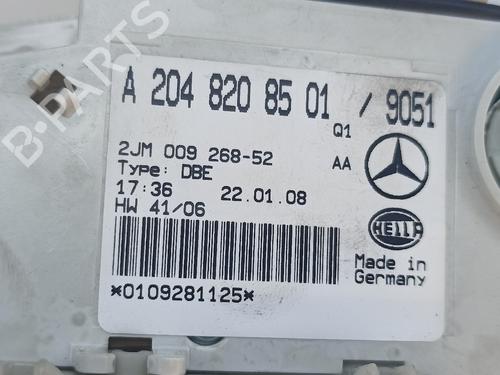 B-PARTS
A 204 820 85 01 / 9051
Q1
2JM 009 268-52 AA
Type: DBE
17:36 22.01.08
HW 41/06
HELLA
Made in
Germany
*0109281125*